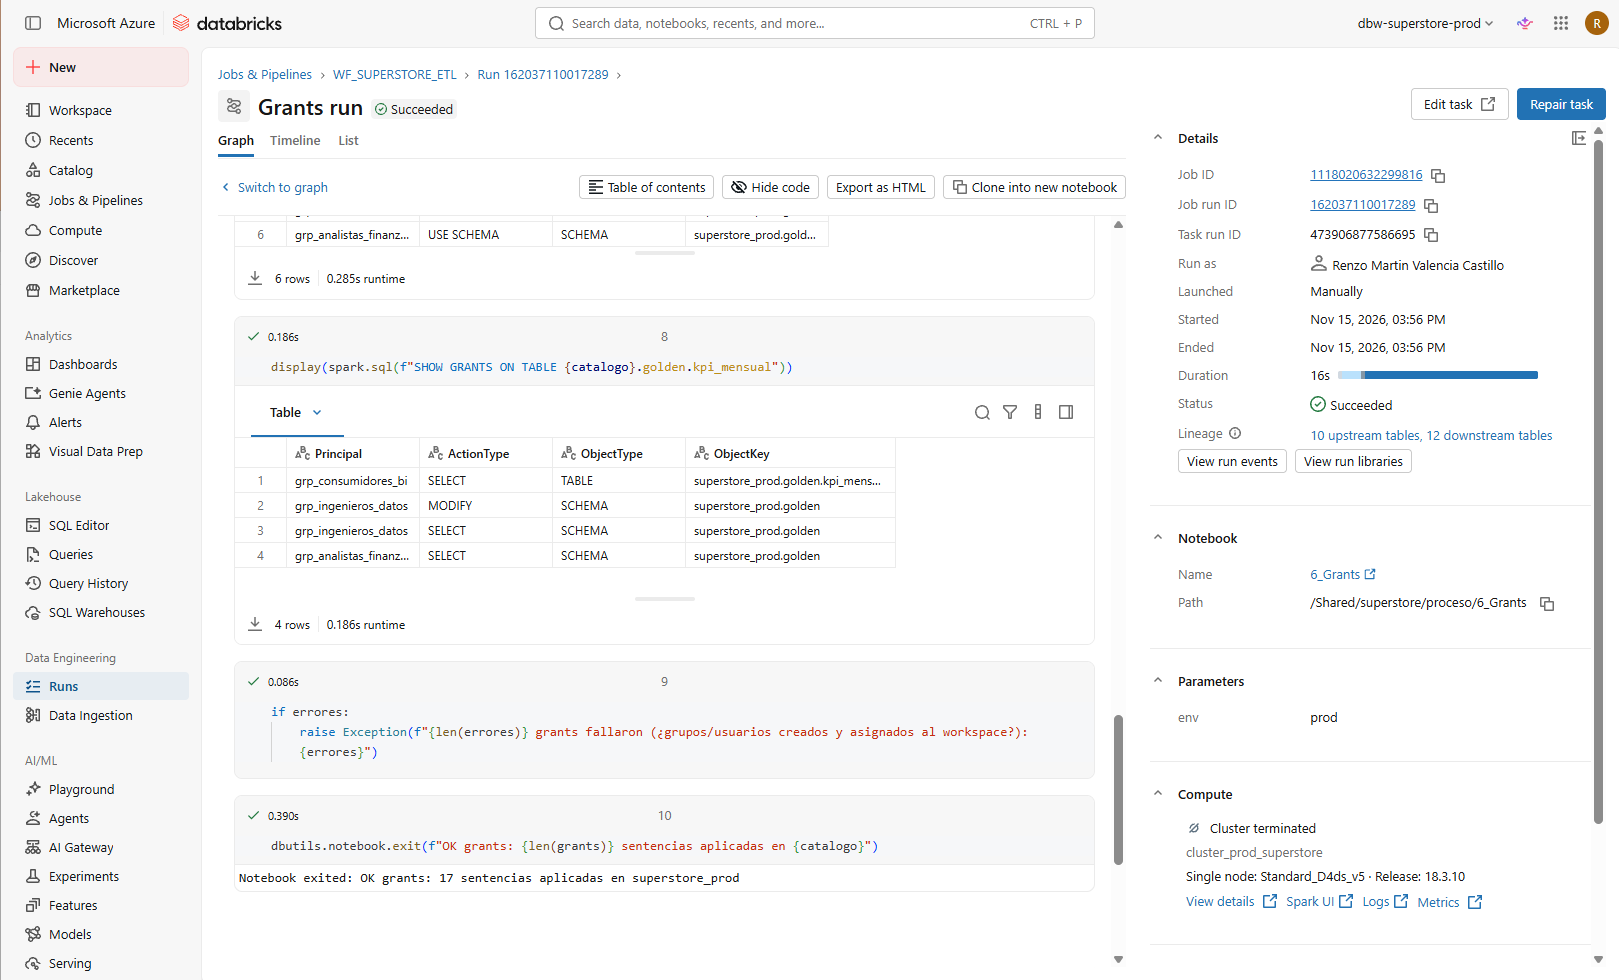 Microsoft Azure
databricks
Search data, notebooks, recents, and more...
CTRL + P
dbw-superstore-prod
R
New
Workspace
Recents
Catalog
Jobs & Pipelines
Compute
Discover
Marketplace
Analytics
Dashboards
Genie Agents
Alerts
Visual Data Prep
Lakehouse
SQL Editor
Queries
Query History
SQL Warehouses
Data Engineering
Runs
Data Ingestion
AI/ML
Playground
Agents
AI Gateway
Experiments
Features
Models
Serving
Jobs & Pipelines › WF_SUPERSTORE_ETL › Run 162037110017289 ›
Grants run Succeeded
Edit task
Repair task
Graph Timeline List
Switch to graph
Table of contents
Hide code
Export as HTML
Clone into new notebook
6 grp_analistas_finanz... USE SCHEMA SCHEMA superstore_prod.gold...
6 rows 0.285s runtime
0.186s 8
display(spark.sql(f"SHOW GRANTS ON TABLE {catalogo}.golden.kpi_mensual"))
Table
Principal ActionType ObjectType ObjectKey
1 grp_consumidores_bi SELECT TABLE superstore_prod.golden.kpi_mens...
2 grp_ingenieros_datos MODIFY SCHEMA superstore_prod.golden
3 grp_ingenieros_datos SELECT SCHEMA superstore_prod.golden
4 grp_analistas_finanz... SELECT SCHEMA superstore_prod.golden
4 rows 0.186s runtime
0.086s 9
if errores:
raise Exception(f"{len(errores)} grants fallaron (¿grupos/usuarios creados y asignados al workspace?):
{errores}")
0.390s 10
dbutils.notebook.exit(f"OK grants: {len(grants)} sentencias aplicadas en {catalogo}")
Notebook exited: OK grants: 17 sentencias aplicadas en superstore_prod
Details
Job ID 1118020632299816
Job run ID 162037110017289
Task run ID 473906877586695
Run as Renzo Martin Valencia Castillo
Launched Manually
Started Nov 15, 2026, 03:56 PM
Ended Nov 15, 2026, 03:56 PM
Duration 16s
Status Succeeded
Lineage 10 upstream tables, 12 downstream tables
View run events
View run libraries
Notebook
Name 6_Grants
Path /Shared/superstore/proceso/6_Grants
Parameters
env prod
Compute
Cluster terminated
cluster_prod_superstore
Single node: Standard_D4ds_v5 · Release: 18.3.10
View details Spark UI Logs Metrics